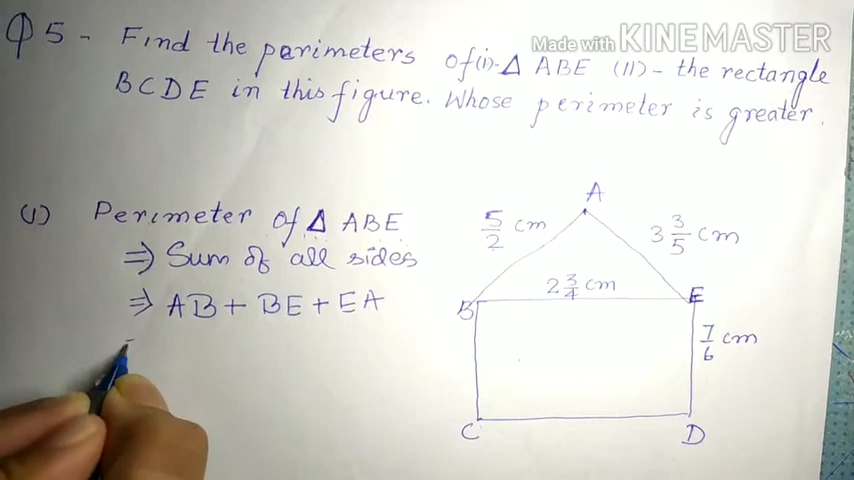 Made with KINEMASTER
Q5- Find the perimeters of (i)- Δ ABE (II)- the rectangle
BCDE in this figure. Whose perimeter is greater.
(1) Perimeter of Δ ABE
⇒ Sum of all sides
⇒ AB + BE + EA
A
5/2 cm
3 3/5 cm
2 3/4 cm
B
E
7/6 cm
C
D